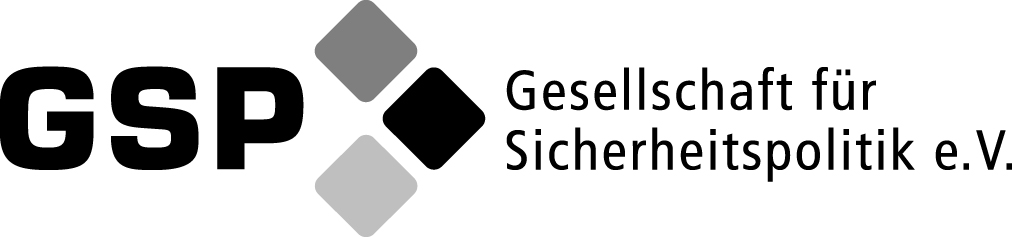 GSP
Gesellschaft für
Sicherheitspolitik e.V.